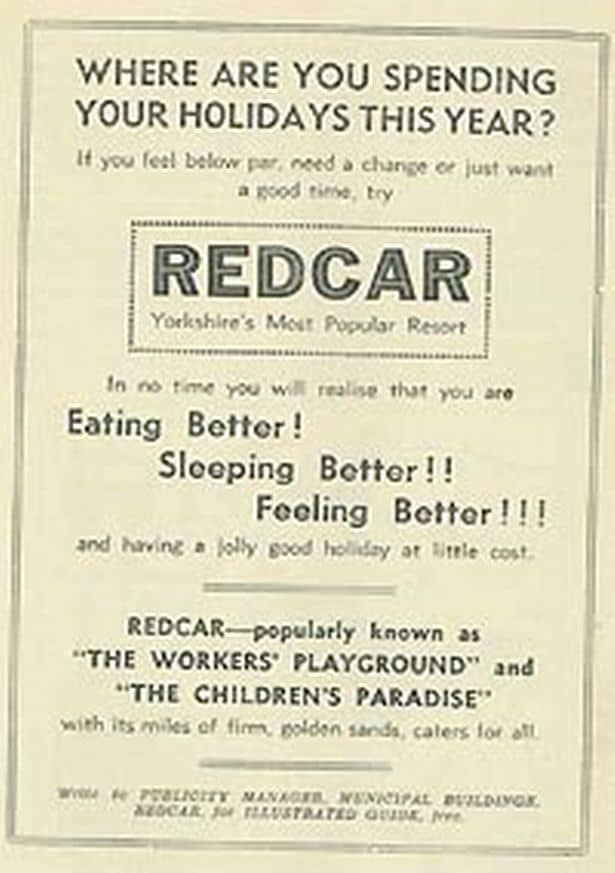 WHERE ARE YOU SPENDING
YOUR HOLIDAYS THIS YEAR?
If you feel below par, need a change or just want
a good time, try
REDCAR
Yorkshire's Most Popular Resort
In no time you will realise that you are
Eating Better!
Sleeping Better!!
Feeling Better!!!
and having a jolly good holiday at little cost.
REDCAR—popularly known as
"THE WORKERS' PLAYGROUND" and
"THE CHILDREN'S PARADISE"
with its miles of firm, golden sands, caters for all.
Write to PUBLICITY MANAGER, MUNICIPAL BUILDINGS,
REDCAR, for ILLUSTRATED GUIDE, free.